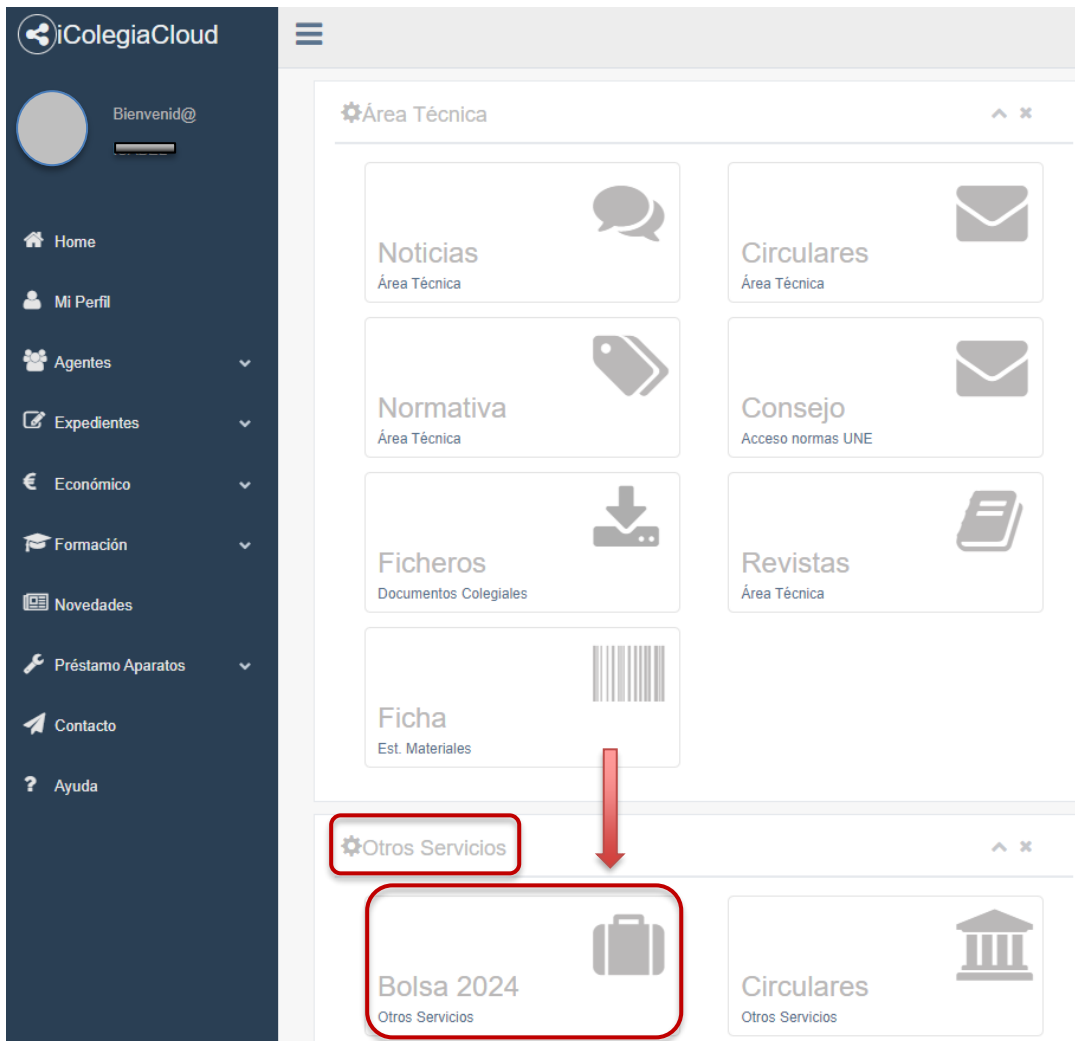 iColegiaCloud
Bienvenid@
Home
Mi Perfil
Agentes
Expedientes
€ Económico
Formación
Novedades
Préstamo Aparatos
Contacto
? Ayuda
Área Técnica
Noticias
Área Técnica
Circulares
Área Técnica
Normativa
Área Técnica
Consejo
Acceso normas UNE
Ficheros
Documentos Colegiales
Revistas
Área Técnica
Ficha
Est. Materiales
Otros Servicios
Bolsa 2024
Otros Servicios
Circulares
Otros Servicios